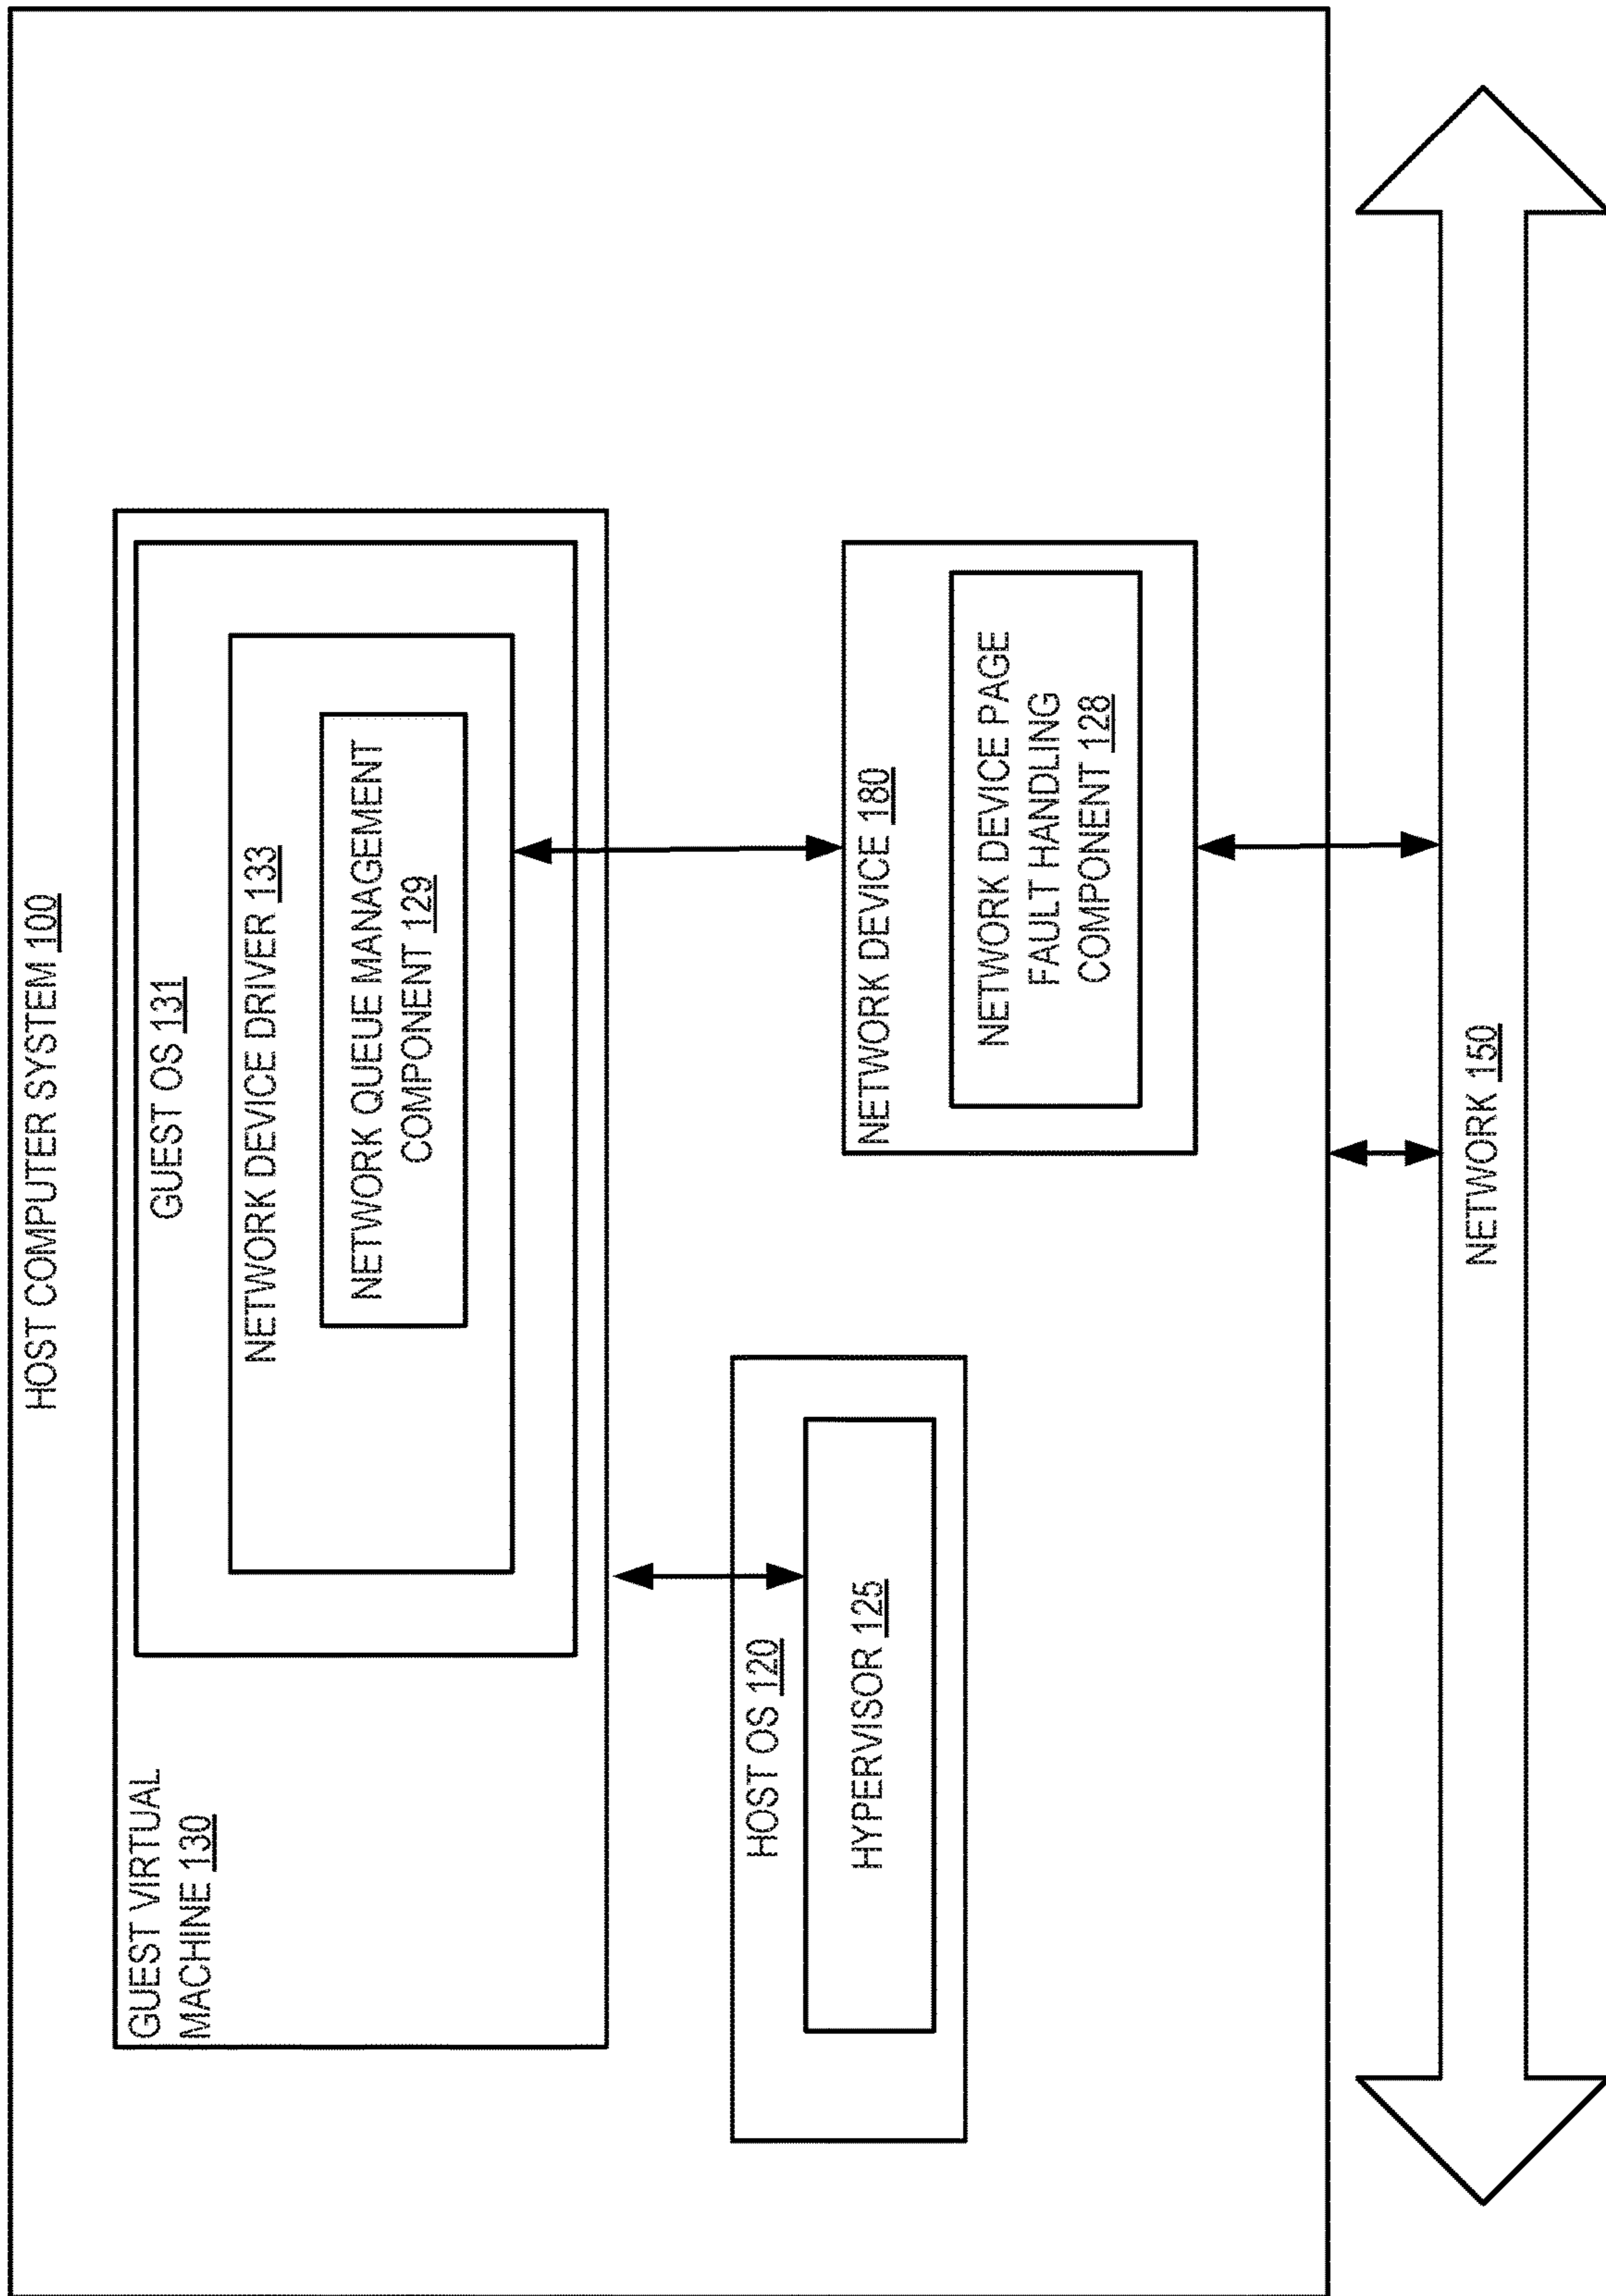 HOST COMPUTER SYSTEM 100
GUEST VIRTUAL
MACHINE 130
GUEST OS 131
NETWORK DEVICE DRIVER 133
NETWORK QUEUE MANAGEMENT
COMPONENT 129
HOST OS 120
HYPERVISOR 125
NETWORK DEVICE 180
NETWORK DEVICE PAGE
FAULT HANDLING
COMPONENT 128
NETWORK 150